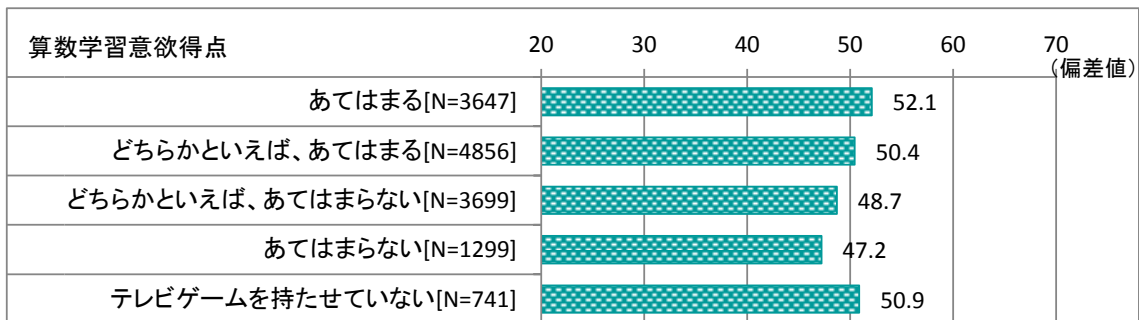 算数学習意欲得点 20 30 40 50 60 70
(偏差値)
あてはまる[N=3647] 52.1
どちらかといえば、あてはまる[N=4856] 50.4
どちらかといえば、あてはまらない[N=3699] 48.7
あてはまらない[N=1299] 47.2
テレビゲームを持たせていない[N=741] 50.9